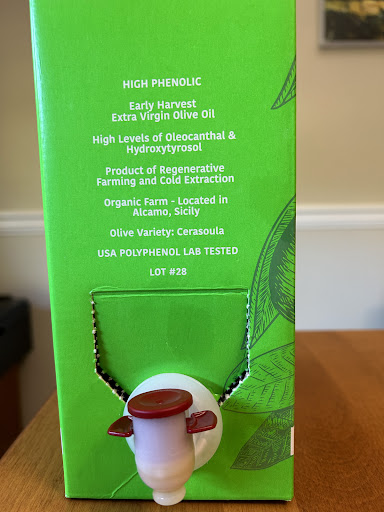 HIGH PHENOLIC
Early Harvest
Extra Virgin Olive Oil
High Levels of Oleocanthal &
Hydroxytyrosol
Product of Regenerative
Farming and Cold Extraction
Organic Farm - Located in
Alcamo, Sicily
Olive Variety: Cerasoula
USA POLYPHENOL LAB TESTED
LOT #28